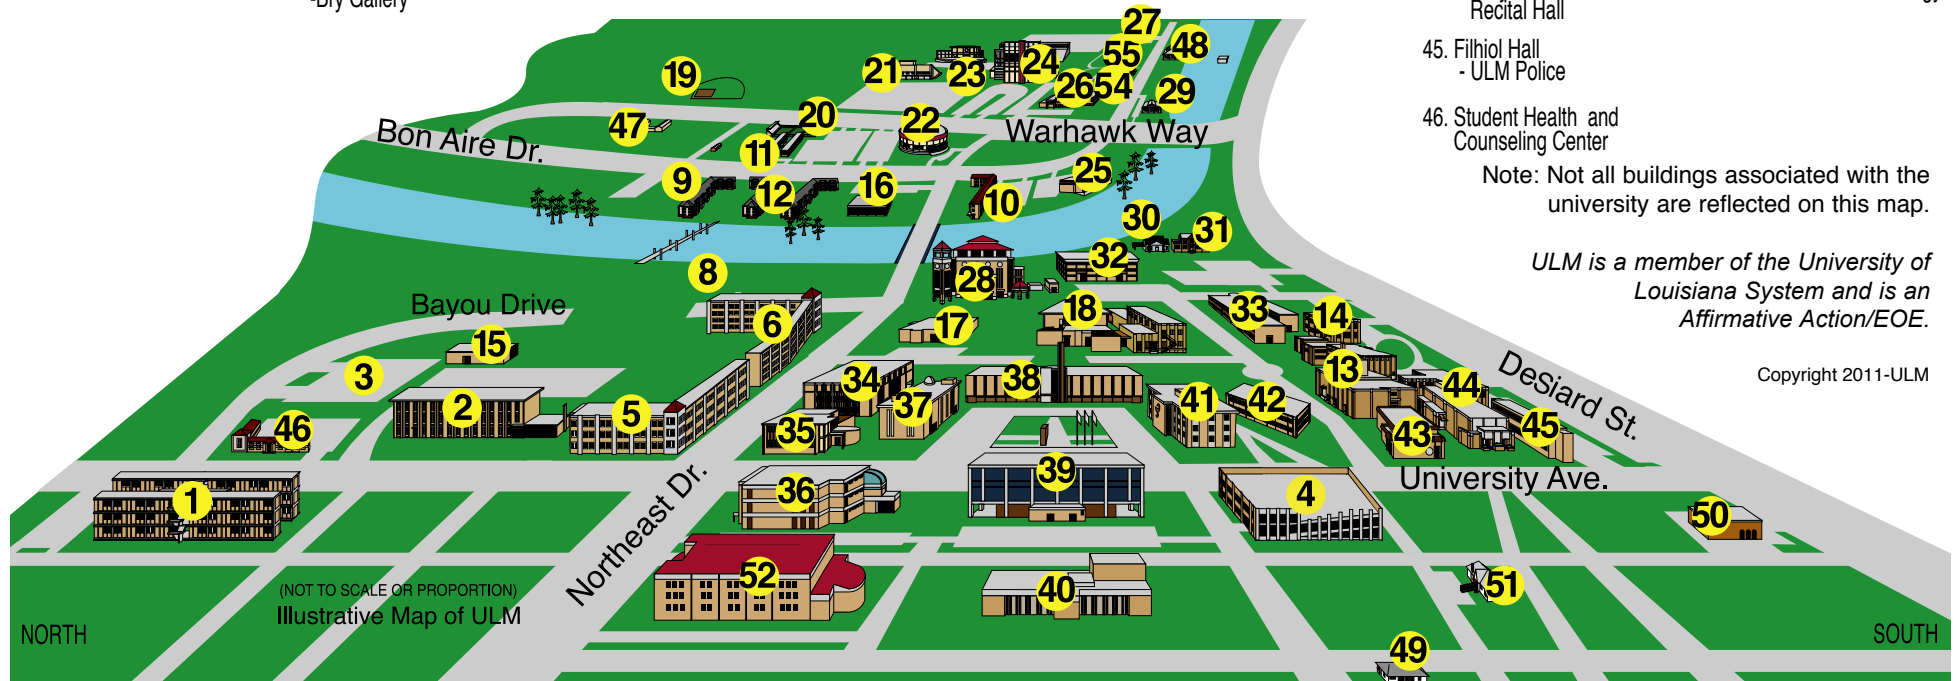 -Bry Gallery
Recital Hall
45. Filhiol Hall
- ULM Police
46. Student Health and
Counseling Center
Note: Not all buildings associated with the
university are reflected on this map.
ULM is a member of the University of
Louisiana System and is an
Affirmative Action/EOE.
Copyright 2011-ULM
27
48
55
24
21
23
19
26
54
29
20
22
47
Warhawk Way
Bon Aire Dr.
11
25
9
12
16
10
30
31
32
8
28
Bayou Drive
6
17
18
33
14
15
3
34
38
13
DeSiard St.
2
5
37
41
42
44
46
35
43
45
University Ave.
39
36
4
1
Northeast Dr.
50
52
40
51
(NOT TO SCALE OR PROPORTION)
Illustrative Map of ULM
NORTH
SOUTH
49